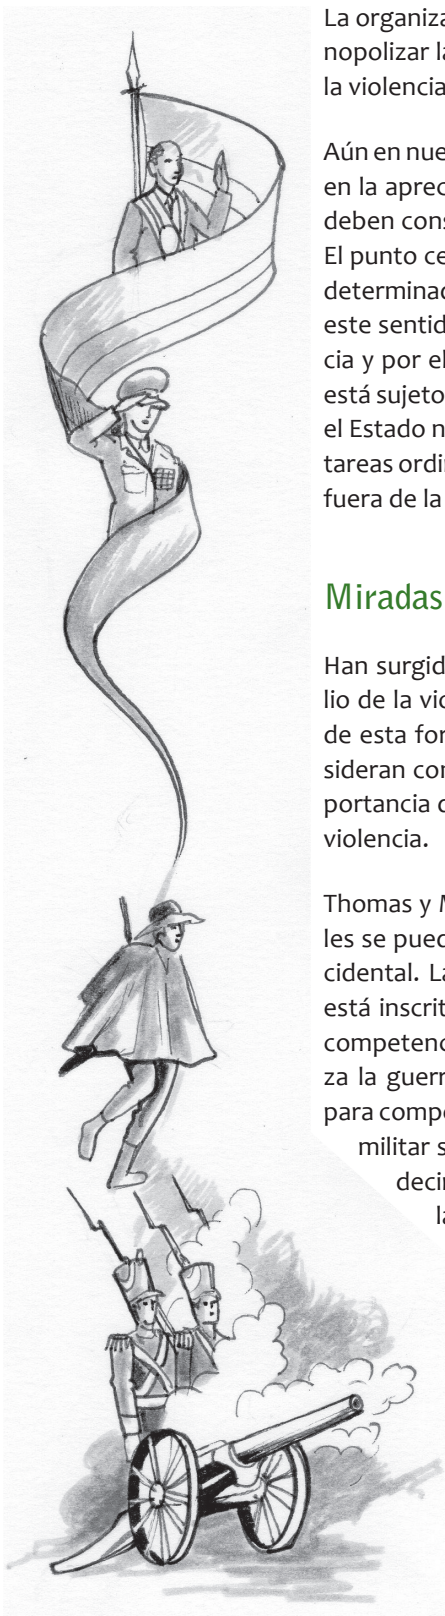 La organiza
nopolizar la
la violencia
Aún en nue
en la aprec
deben cons
El punto ce
determinad
este sentid
cia y por el
está sujeto
el Estado n
tareas ordi
fuera de la
Miradas
Han surgid
lio de la vio
de esta for
sideran con
portancia d
violencia.
Thomas y M
les se pued
cidental. La
está inscrit
competenc
za la guerr
para compe
militar s
decir
la